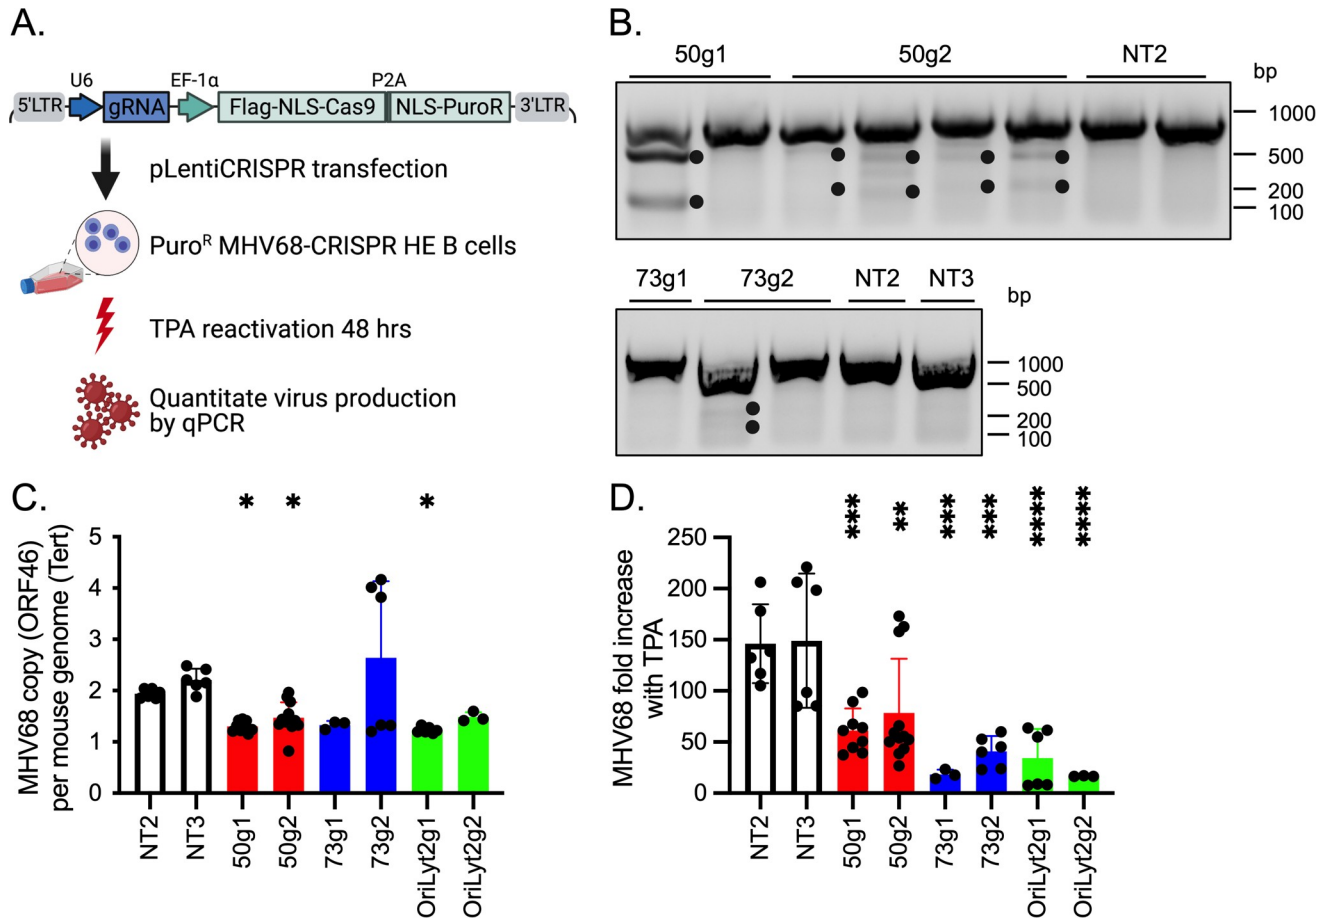 A.
U6 EF-1α P2A
5'LTR gRNA Flag-NLS-Cas9 NLS-PuroR 3'LTR
pLentiCRISPR transfection
Puroᴿ MHV68-CRISPR HE B cells
TPA reactivation 48 hrs
Quantitate virus production
by qPCR
B.
50g1 50g2 NT2 bp
1000
500
200
100
73g1 73g2 NT2 NT3 bp
1000
500
200
100
C.
* * *
MHV68 copy (ORF46)
per mouse genome (Tert)
5
4
3
2
1
0
NT2 NT3 50g1 50g2 73g1 73g2 OriLyt2g1 OriLyt2g2
D.
*** ** *** *** **** ****
MHV68 fold increase
with TPA
250
200
150
100
50
0
NT2 NT3 50g1 50g2 73g1 73g2 OriLyt2g1 OriLyt2g2